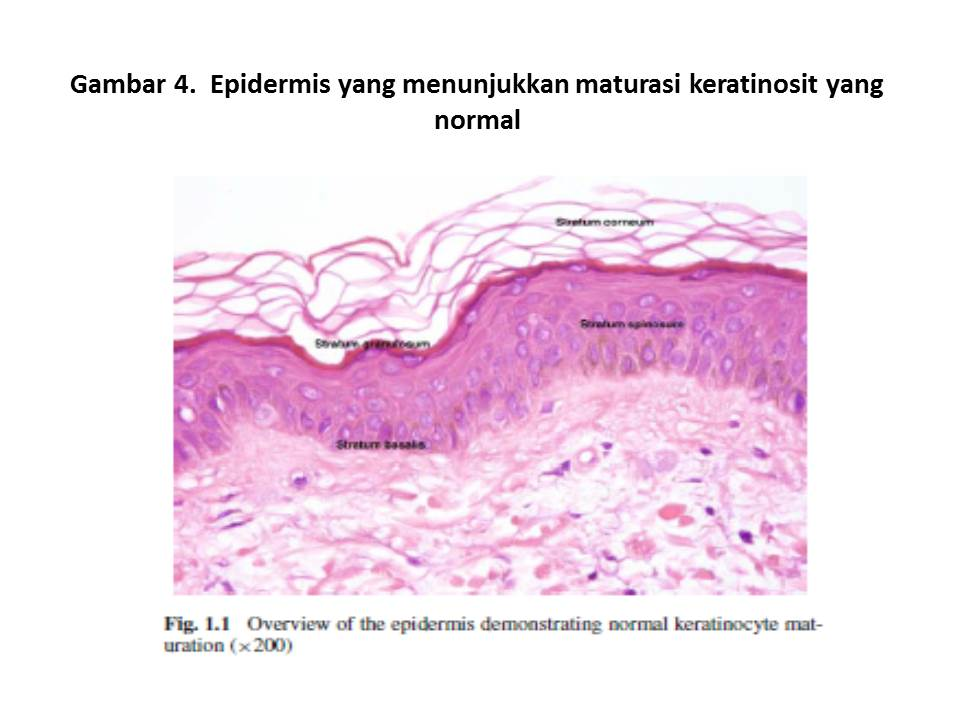 Gambar 4. Epidermis yang menunjukkan maturasi keratinosit yang
normal
Stratum corneum
Stratum spinosum
Stratum granulosum
Stratum basalis
Fig. 1.1 Overview of the epidermis demonstrating normal keratinocyte mat-
uration (×200)